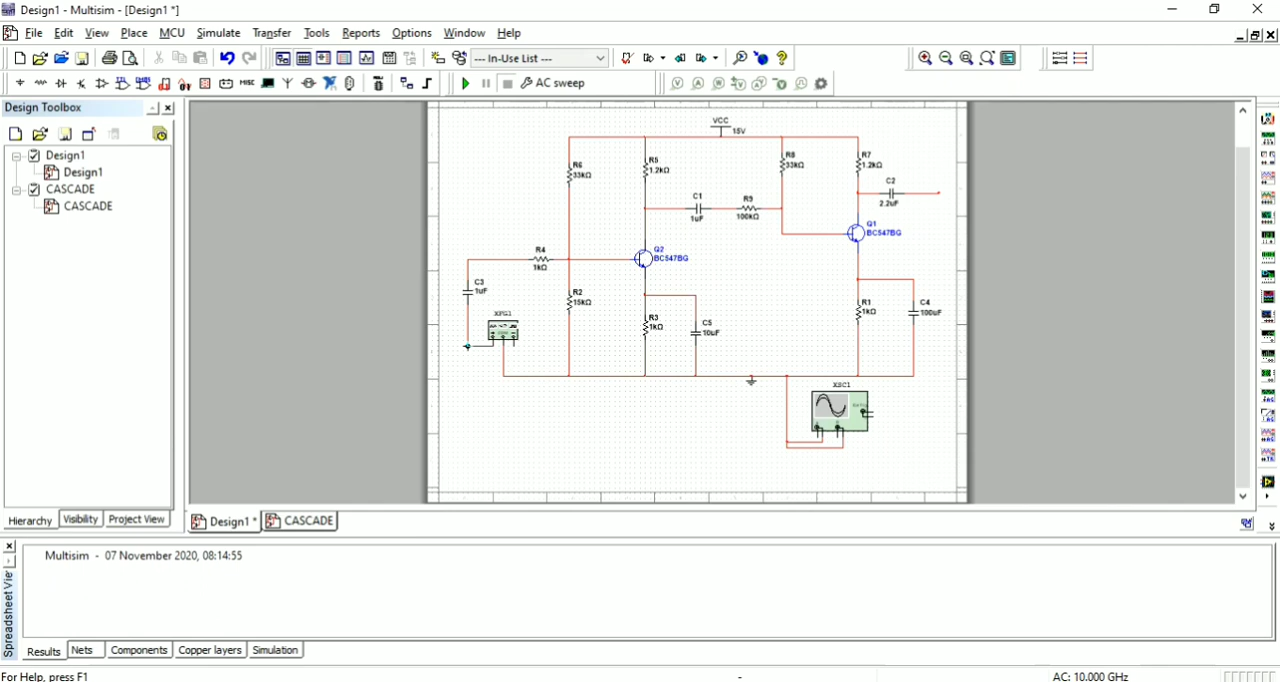 Design1 - Multisim - [Design1 *]
File Edit View Place MCU Simulate Transfer Tools Reports Options Window Help
--- In-Use List ---
AC sweep
Design Toolbox
Design1
Design1
CASCADE
CASCADE
Hierarchy Visibility Project View
VCC
15V
R6
33kΩ
R5
1.2kΩ
R8
33kΩ
R7
1.2kΩ
C2
2.2uF
C1
1uF
R9
100kΩ
Q1
BC547BG
Q2
BC547BG
R4
1kΩ
C3
1uF
R2
15kΩ
XFG1
R3
1kΩ
C5
10uF
R1
1kΩ
C4
100uF
XSC1
Design1 * CASCADE
Multisim - 07 November 2020, 08:14:55
Spreadsheet View
Results Nets Components Copper layers Simulation
For Help, press F1
- AC: 10.000 GHz